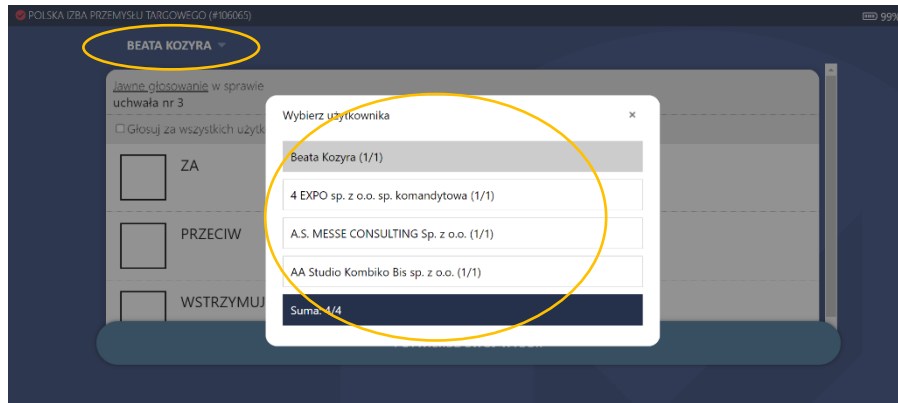 POLSKA IZBA PRZEMYSŁU TARGOWEGO (#106065)
99%
BEATA KOZYRA
Jawne głosowanie w sprawie
uchwała nr 3
Głosuj za wszystkich użytk
ZA
PRZECIW
WSTRZYMUJ
Wybierz użytkownika ×
Beata Kozyra (1/1)
4 EXPO sp. z o.o. sp. komandytowa (1/1)
A.S. MESSE CONSULTING Sp. z o.o. (1/1)
AA Studio Kombiko Bis sp. z o.o. (1/1)
Suma: 4/4